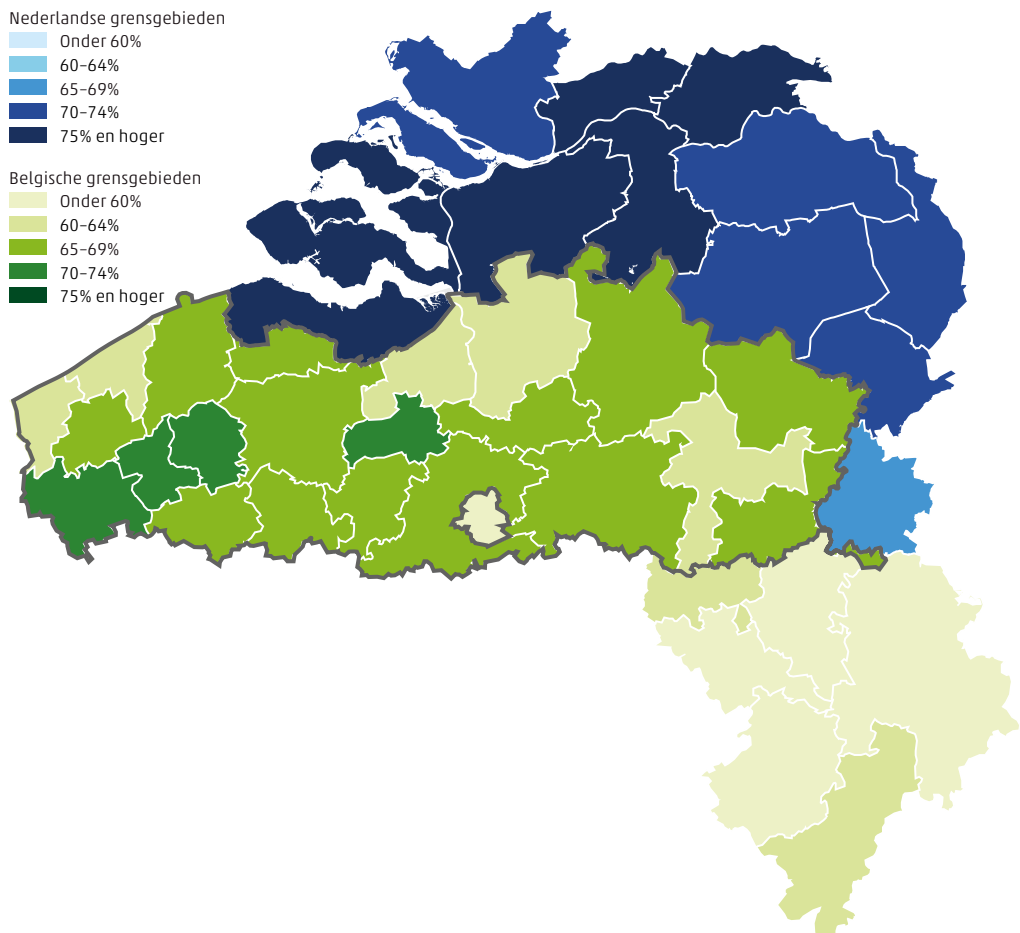 Nederlandse grensgebieden
Onder 60%
60–64%
65–69%
70–74%
75% en hoger
Belgische grensgebieden
Onder 60%
60–64%
65–69%
70–74%
75% en hoger